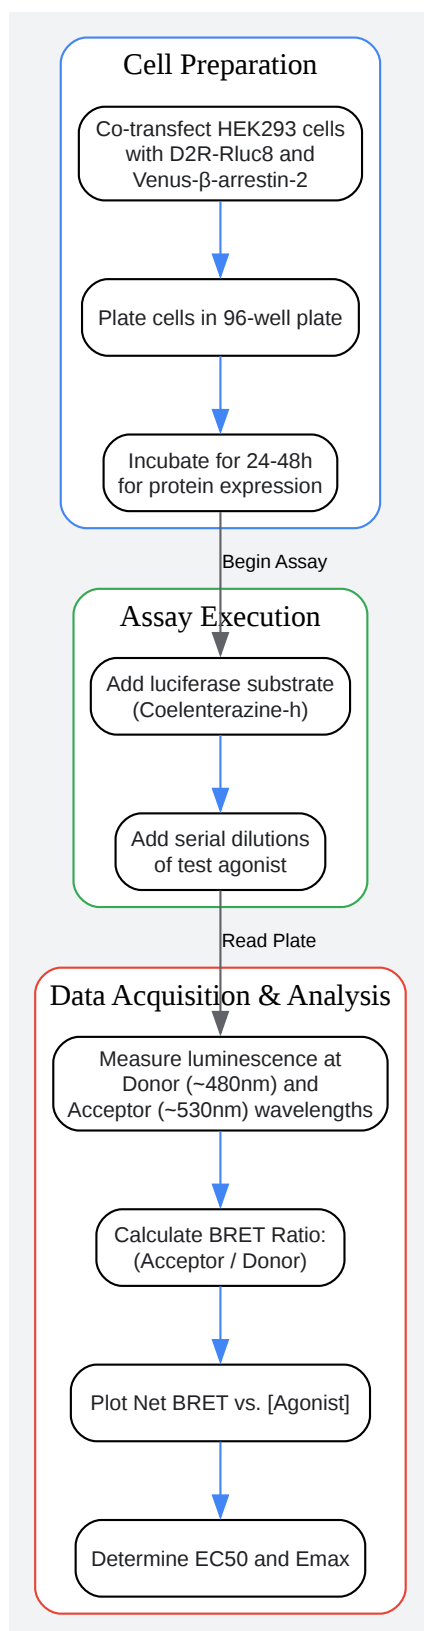 Cell Preparation
Co-transfect HEK293 cells
with D2R-Rluc8 and
Venus-β-arrestin-2
Plate cells in 96-well plate
Incubate for 24-48h
for protein expression
Begin Assay
Assay Execution
Add luciferase substrate
(Coelenterazine-h)
Add serial dilutions
of test agonist
Read Plate
Data Acquisition & Analysis
Measure luminescence at
Donor (~480nm) and
Acceptor (~530nm) wavelengths
Calculate BRET Ratio:
(Acceptor / Donor)
Plot Net BRET vs. [Agonist]
Determine EC50 and Emax